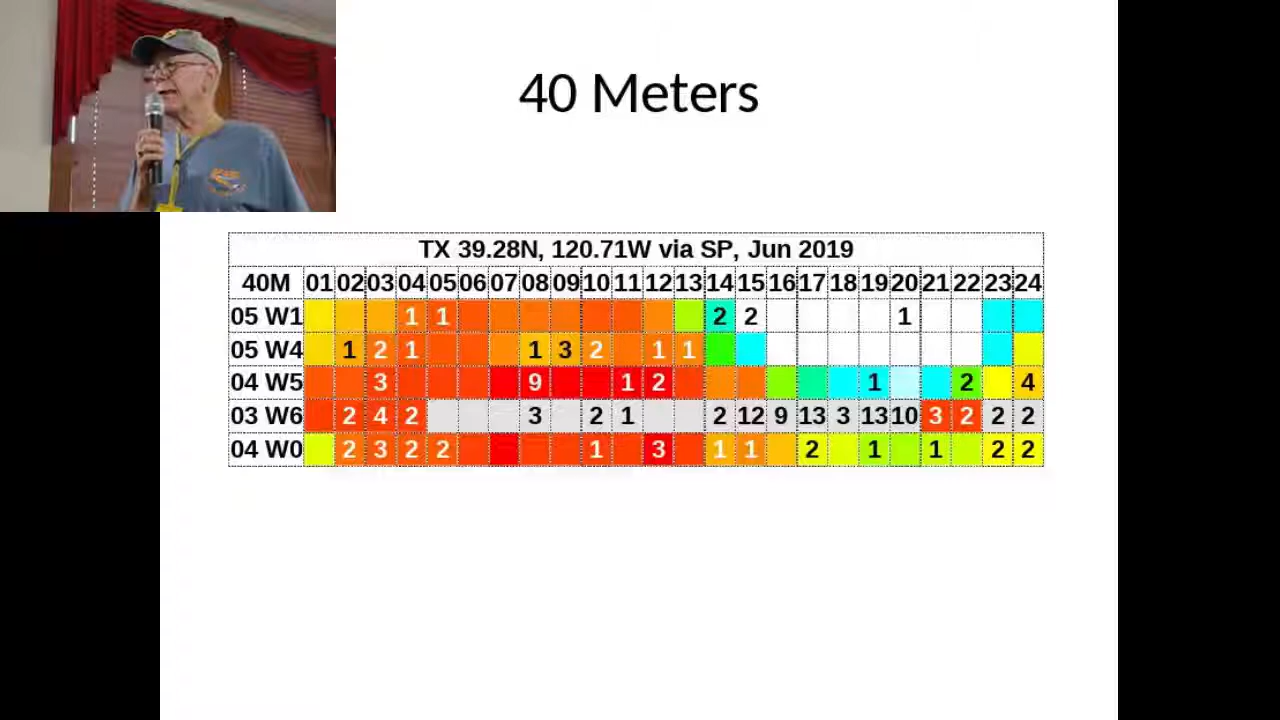 40 Meters
TX 39.28N, 120.71W via SP, Jun 2019
40M 01 02 03 04 05 06 07 08 09 10 11 12 13 14 15 16 17 18 19 20 21 22 23 24
05 W1 1 1 2 2 1
05 W4 1 2 1 1 3 2 1 1
04 W5 3 9 1 2 1 2 4
03 W6 2 4 2 3 2 1 2 12 9 13 3 13 10 3 2 2 2
04 W0 2 3 2 2 1 3 1 1 2 1 1 2 2